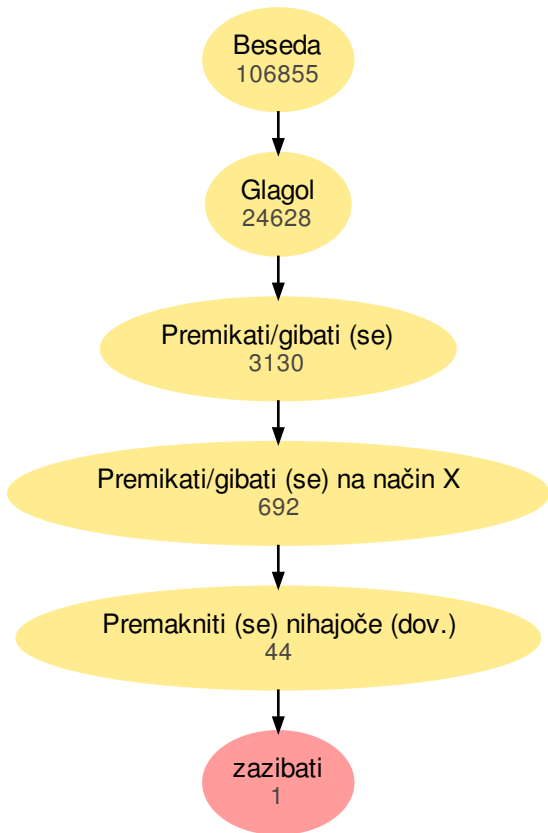 Beseda
106855
Glagol
24628
Premikati/gibati (se)
3130
Premikati/gibati (se) na način X
692
Premakniti (se) nihajoče (dov.)
44
zazibati
1